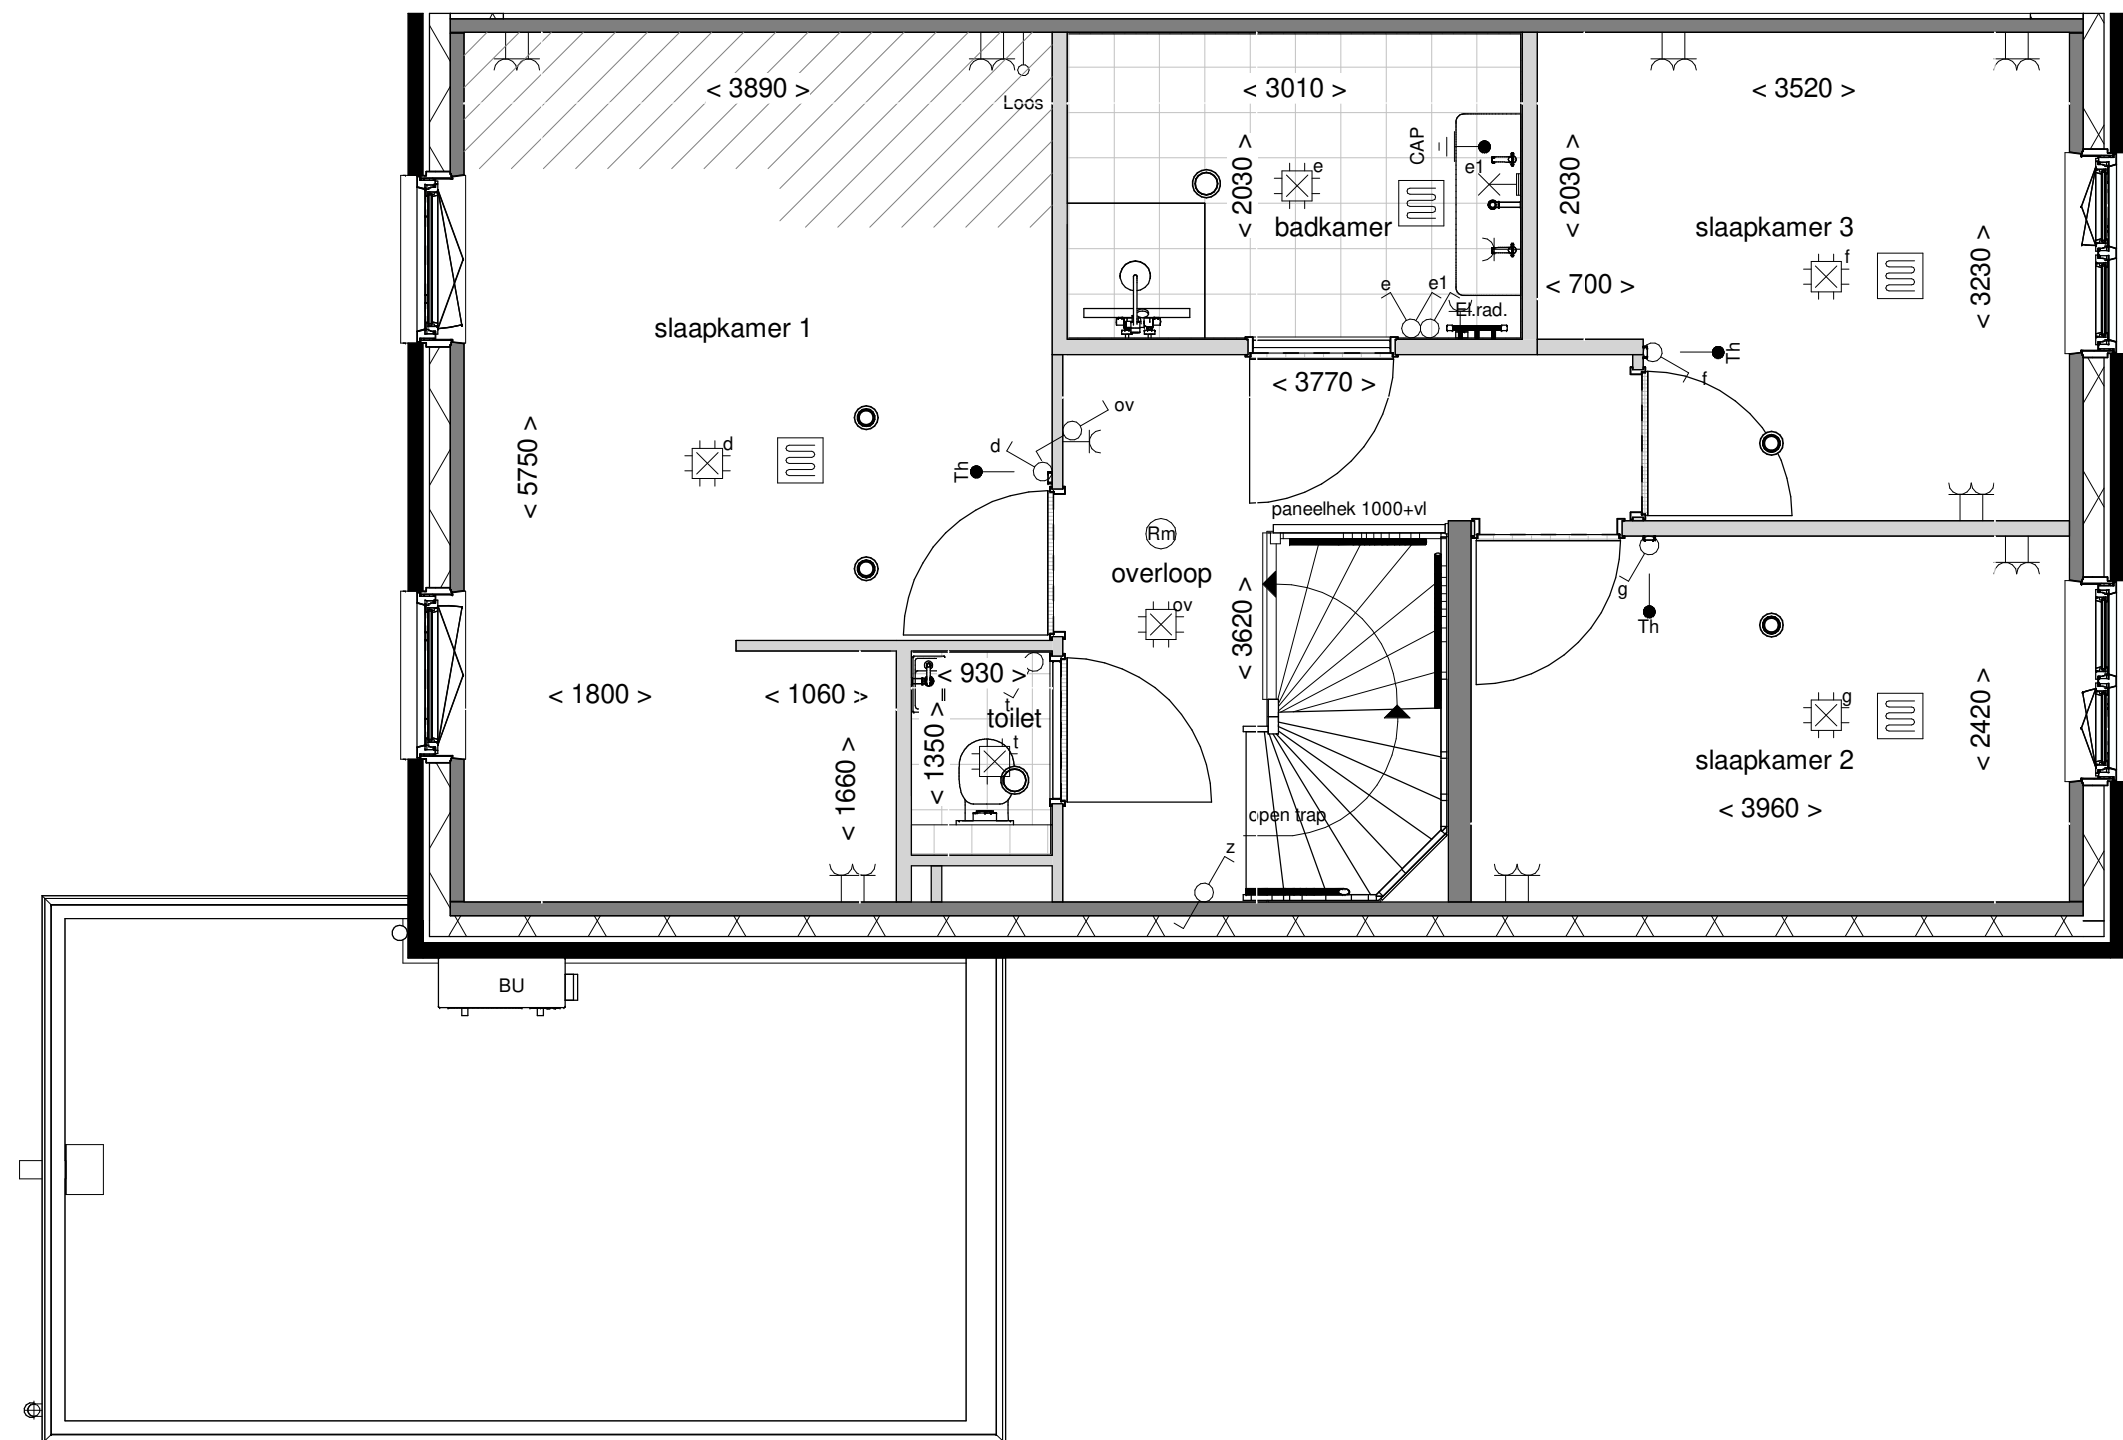 < 3890 >
< 3010 >
< 3520 >
Loos
CAP
< 2030 >
e
e1
< 2030 >
badkamer
slaapkamer 3
f
< 3230 >
e
e1
< 700 >
El.rad.
slaapkamer 1
Th
f
< 3770 >
ov
d
d
Th
< 5750 >
paneelhek 1000+vl
Rm
overloop
ov
< 3620 >
g
Th
< 930 >
< 1800 >
< 1060 >
t
toilet
t
< 1350 >
=
g
< 2420 >
slaapkamer 2
< 3960 >
< 1660 >
open trap
z
BU